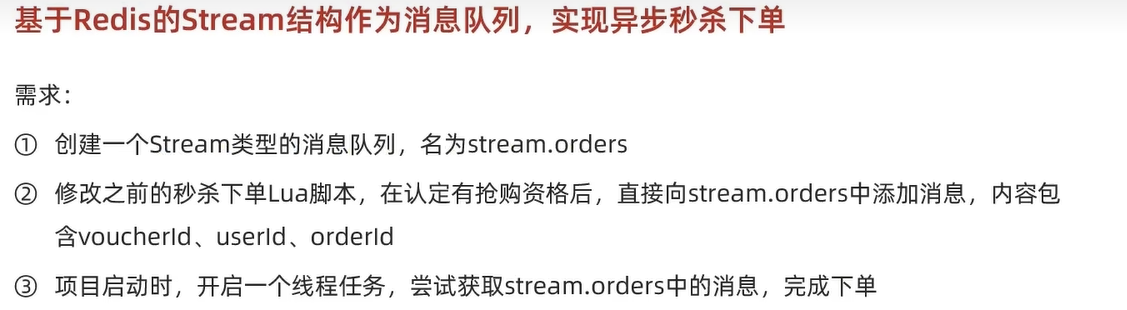 基于Redis的Stream结构作为消息队列，实现异步秒杀下单
需求：
① 创建一个Stream类型的消息队列，名为stream.orders
② 修改之前的秒杀下单Lua脚本，在认定有抢购资格后，直接向stream.orders中添加消息，内容包
含voucherId、userId、orderId
③ 项目启动时，开启一个线程任务，尝试获取stream.orders中的消息，完成下单